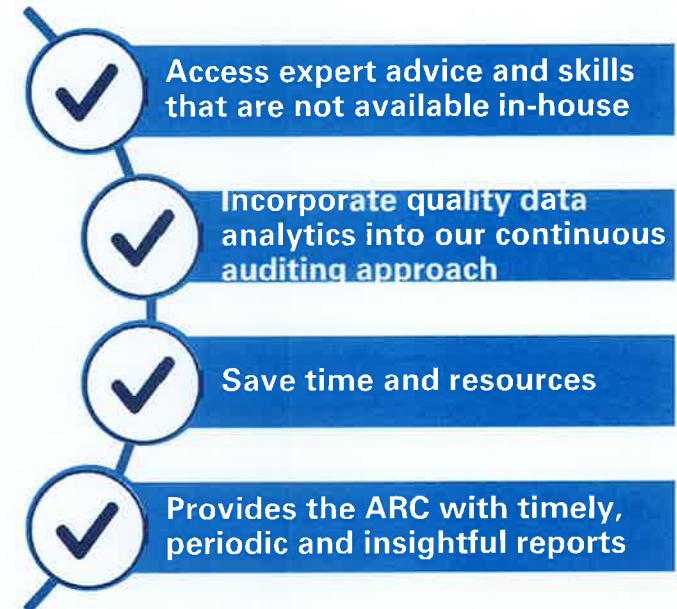 Access expert advice and skills
that are not available in-house
Incorporate quality data
analytics into our continuous
auditing approach
Save time and resources
Provides the ARC with timely,
periodic and insightful reports